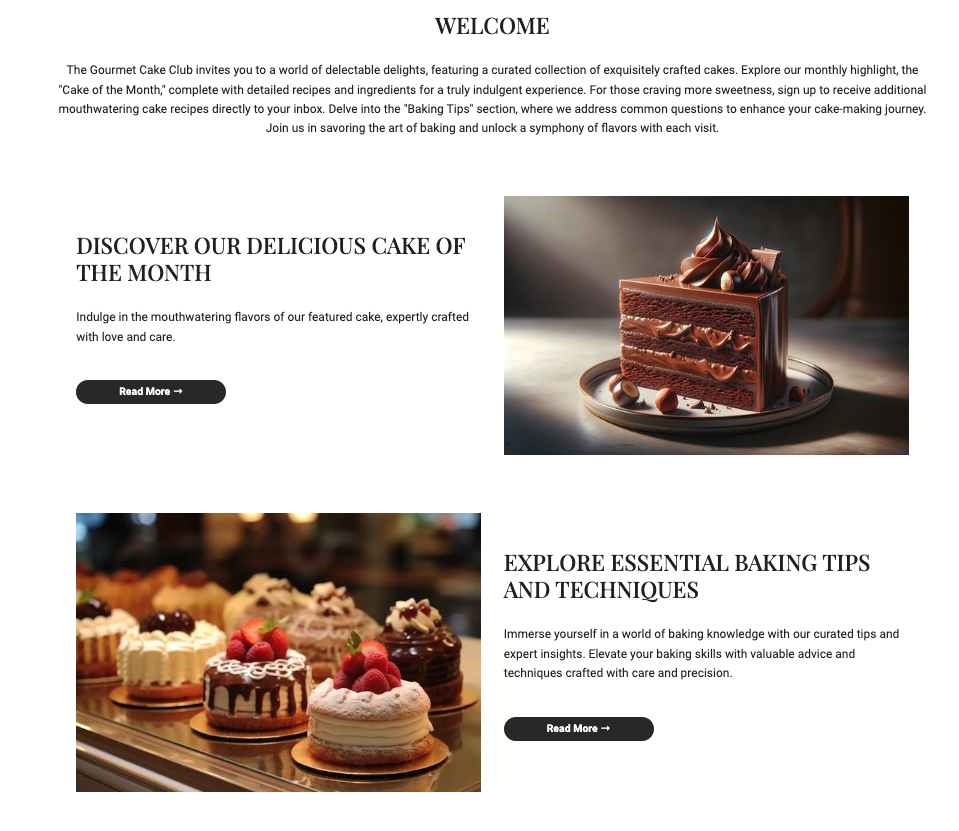 WELCOME
The Gourmet Cake Club invites you to a world of delectable delights, featuring a curated collection of exquisitely crafted cakes. Explore our monthly highlight, the
"Cake of the Month," complete with detailed recipes and ingredients for a truly indulgent experience. For those craving more sweetness, sign up to receive additional
mouthwatering cake recipes directly to your inbox. Delve into the "Baking Tips" section, where we address common questions to enhance your cake-making journey.
Join us in savoring the art of baking and unlock a symphony of flavors with each visit.
DISCOVER OUR DELICIOUS CAKE OF
THE MONTH
Indulge in the mouthwatering flavors of our featured cake, expertly crafted
with love and care.
Read More →
EXPLORE ESSENTIAL BAKING TIPS
AND TECHNIQUES
Immerse yourself in a world of baking knowledge with our curated tips and
expert insights. Elevate your baking skills with valuable advice and
techniques crafted with care and precision.
Read More →